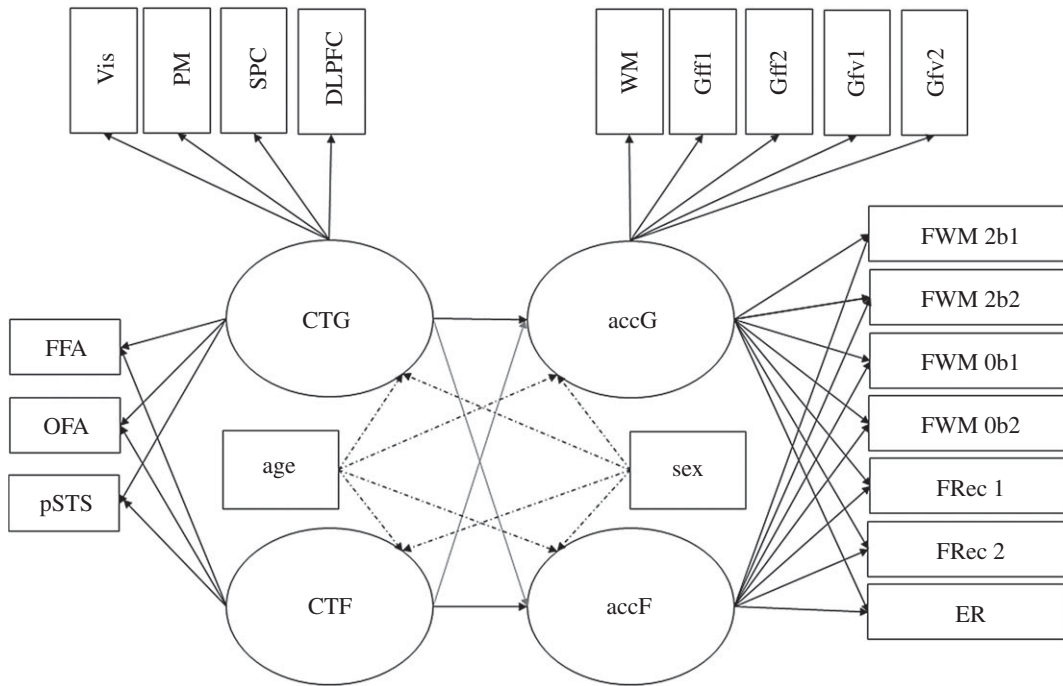 Vis
PM
SPC
DLPFC
WM
Gff1
Gff2
Gfv1
Gfv2
FWM 2b1
FWM 2b2
FWM 0b1
FWM 0b2
FRec 1
FRec 2
ER
CTG
accG
FFA
OFA
pSTS
age
sex
CTF
accF